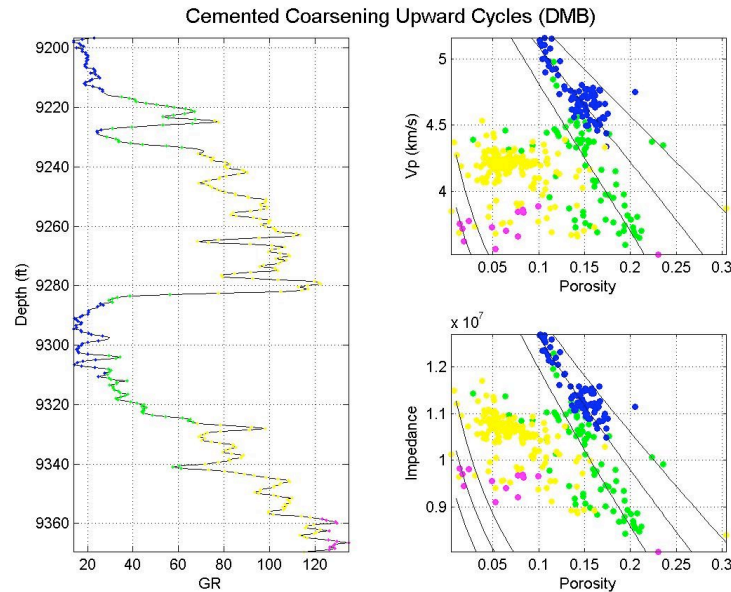 Cemented Coarsening Upward Cycles (DMB)
9200
9220
9240
9260
9280
9300
9320
9340
9360
Depth (ft)
20 40 60 80 100 120
GR
5
4.5
4
Vp (km/s)
0.05 0.1 0.15 0.2 0.25 0.3
Porosity
x 10^7
1.2
1.1
1
0.9
Impedance
0.05 0.1 0.15 0.2 0.25 0.3
Porosity